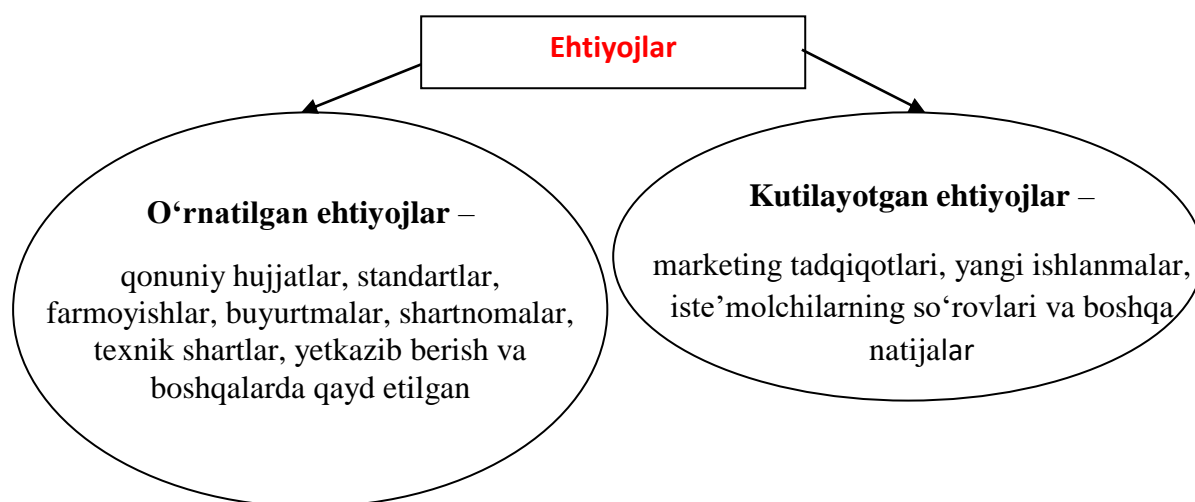 Ehtiyojlar
O‘rnatilgan ehtiyojlar –
qonuniy hujjatlar, standartlar,
farmoyishlar, buyurtmalar, shartnomalar,
texnik shartlar, yetkazib berish va
boshqalarda qayd etilgan
Kutilayotgan ehtiyojlar –
marketing tadqiqotlari, yangi ishlanmalar,
iste’molchilarning so‘rovlari va boshqa
natijalar